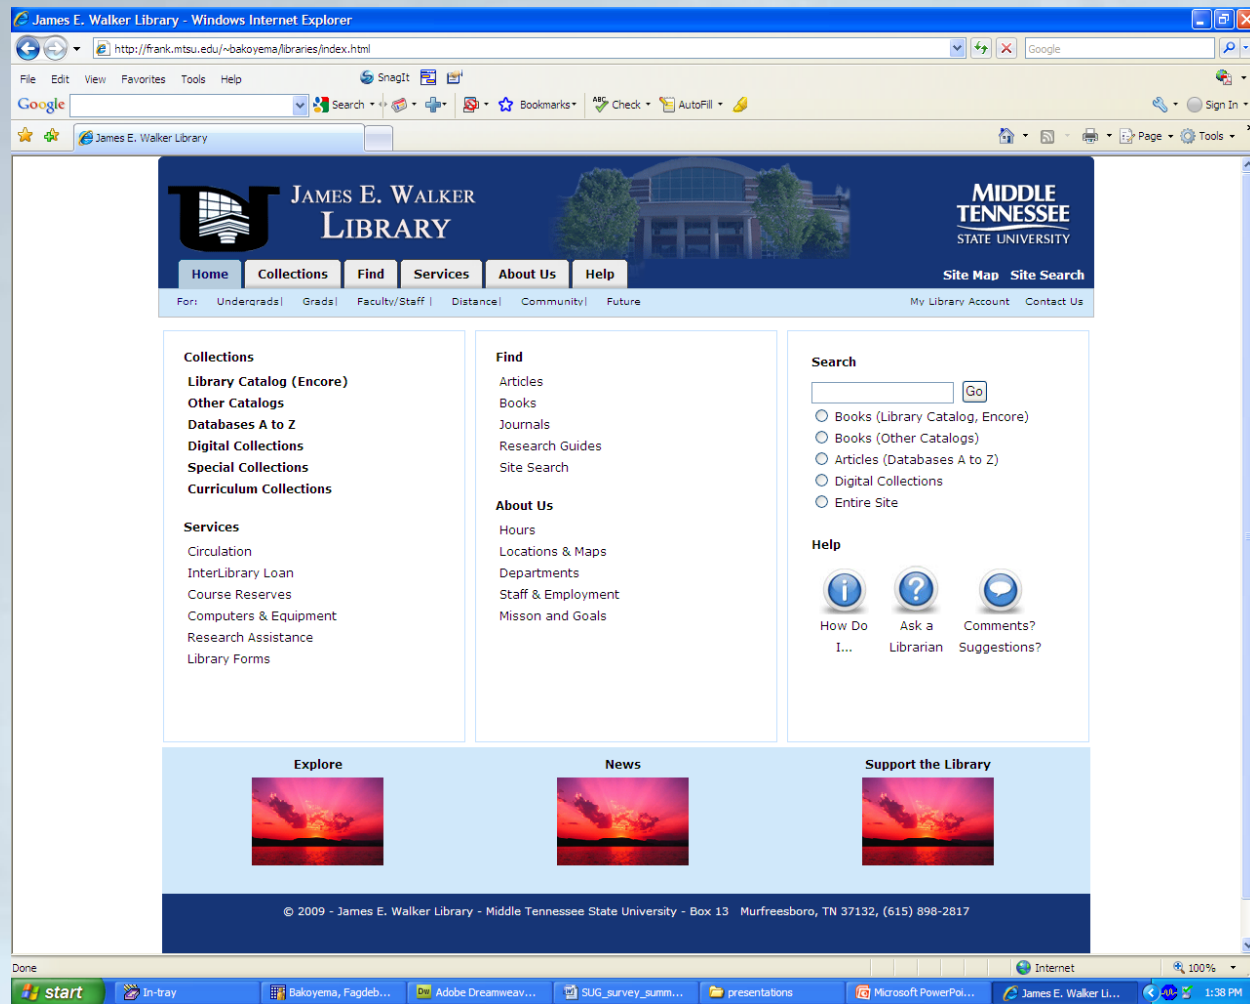 James E. Walker Library - Windows Internet Explorer
http://frank.mtsu.edu/~bakoyema/libraries/index.html
Google
File Edit View Favorites Tools Help
SnagIt
Google
Search Bookmarks Check AutoFill
Sign In
James E. Walker Library
Page Tools
JAMES E. WALKER
LIBRARY
MIDDLE
TENNESSEE
STATE UNIVERSITY
Home Collections Find Services About Us Help
Site Map Site Search
For: Undergrads| Grads| Faculty/Staff | Distance| Community| Future
My Library Account Contact Us
Collections
Library Catalog (Encore)
Other Catalogs
Databases A to Z
Digital Collections
Special Collections
Curriculum Collections
Services
Circulation
InterLibrary Loan
Course Reserves
Computers & Equipment
Research Assistance
Library Forms
Find
Articles
Books
Journals
Research Guides
Site Search
About Us
Hours
Locations & Maps
Departments
Staff & Employment
Misson and Goals
Search
Go
Books (Library Catalog, Encore)
Books (Other Catalogs)
Articles (Databases A to Z)
Digital Collections
Entire Site
Help
How Do
I...
Ask a
Librarian
Comments?
Suggestions?
Explore
News
Support the Library
© 2009 - James E. Walker Library - Middle Tennessee State University - Box 13 Murfreesboro, TN 37132, (615) 898-2817
Done
Internet
100%
start
In-tray
Bakoyema, Fagdeb...
Adobe Dreamweav...
SUG_survey_summ...
presentations
Microsoft PowerPoi...
James E. Walker Li...
1:38 PM